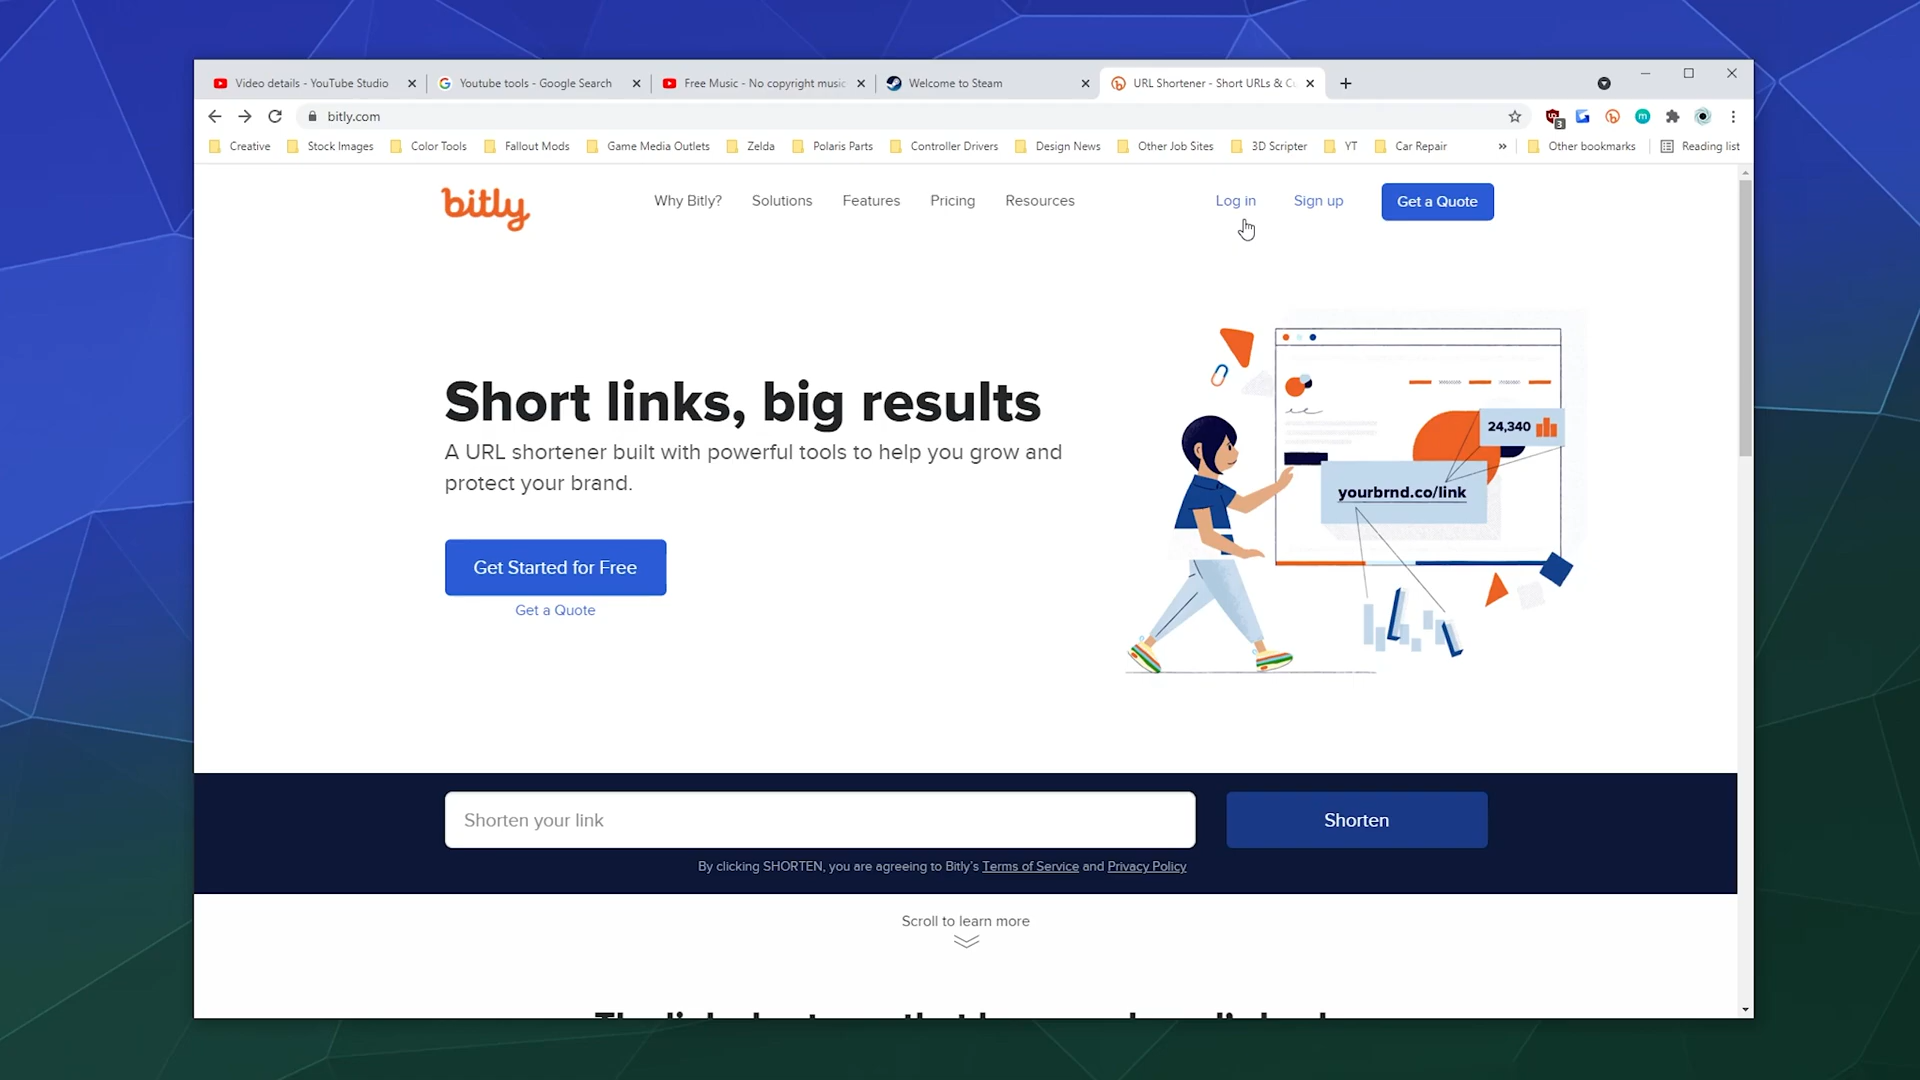 Video details - YouTube Studio
Youtube tools - Google Search
Free Music - No copyright music
Welcome to Steam
URL Shortener - Short URLs & Cu
bitly.com
3
Creative
Stock Images
Color Tools
Fallout Mods
Game Media Outlets
Zelda
Polaris Parts
Controller Drivers
Design News
Other Job Sites
3D Scripter
YT
Car Repair
Other bookmarks
Reading list
bitly
Why Bitly?
Solutions
Features
Pricing
Resources
Log in
Sign up
Get a Quote
Short links, big results
A URL shortener built with powerful tools to help you grow and
protect your brand.
Get Started for Free
Get a Quote
24,340
yourbrnd.co/link
Shorten your link
Shorten
By clicking SHORTEN, you are agreeing to Bitly's Terms of Service and Privacy Policy
Scroll to learn more